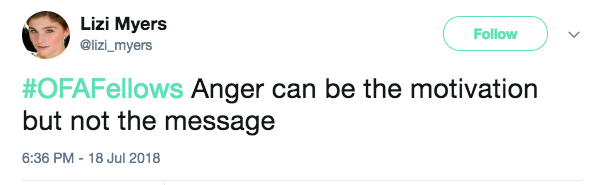 Lizi Myers
@lizi_myers
Follow
#OFAFellows Anger can be the motivation
but not the message
6:36 PM - 18 Jul 2018